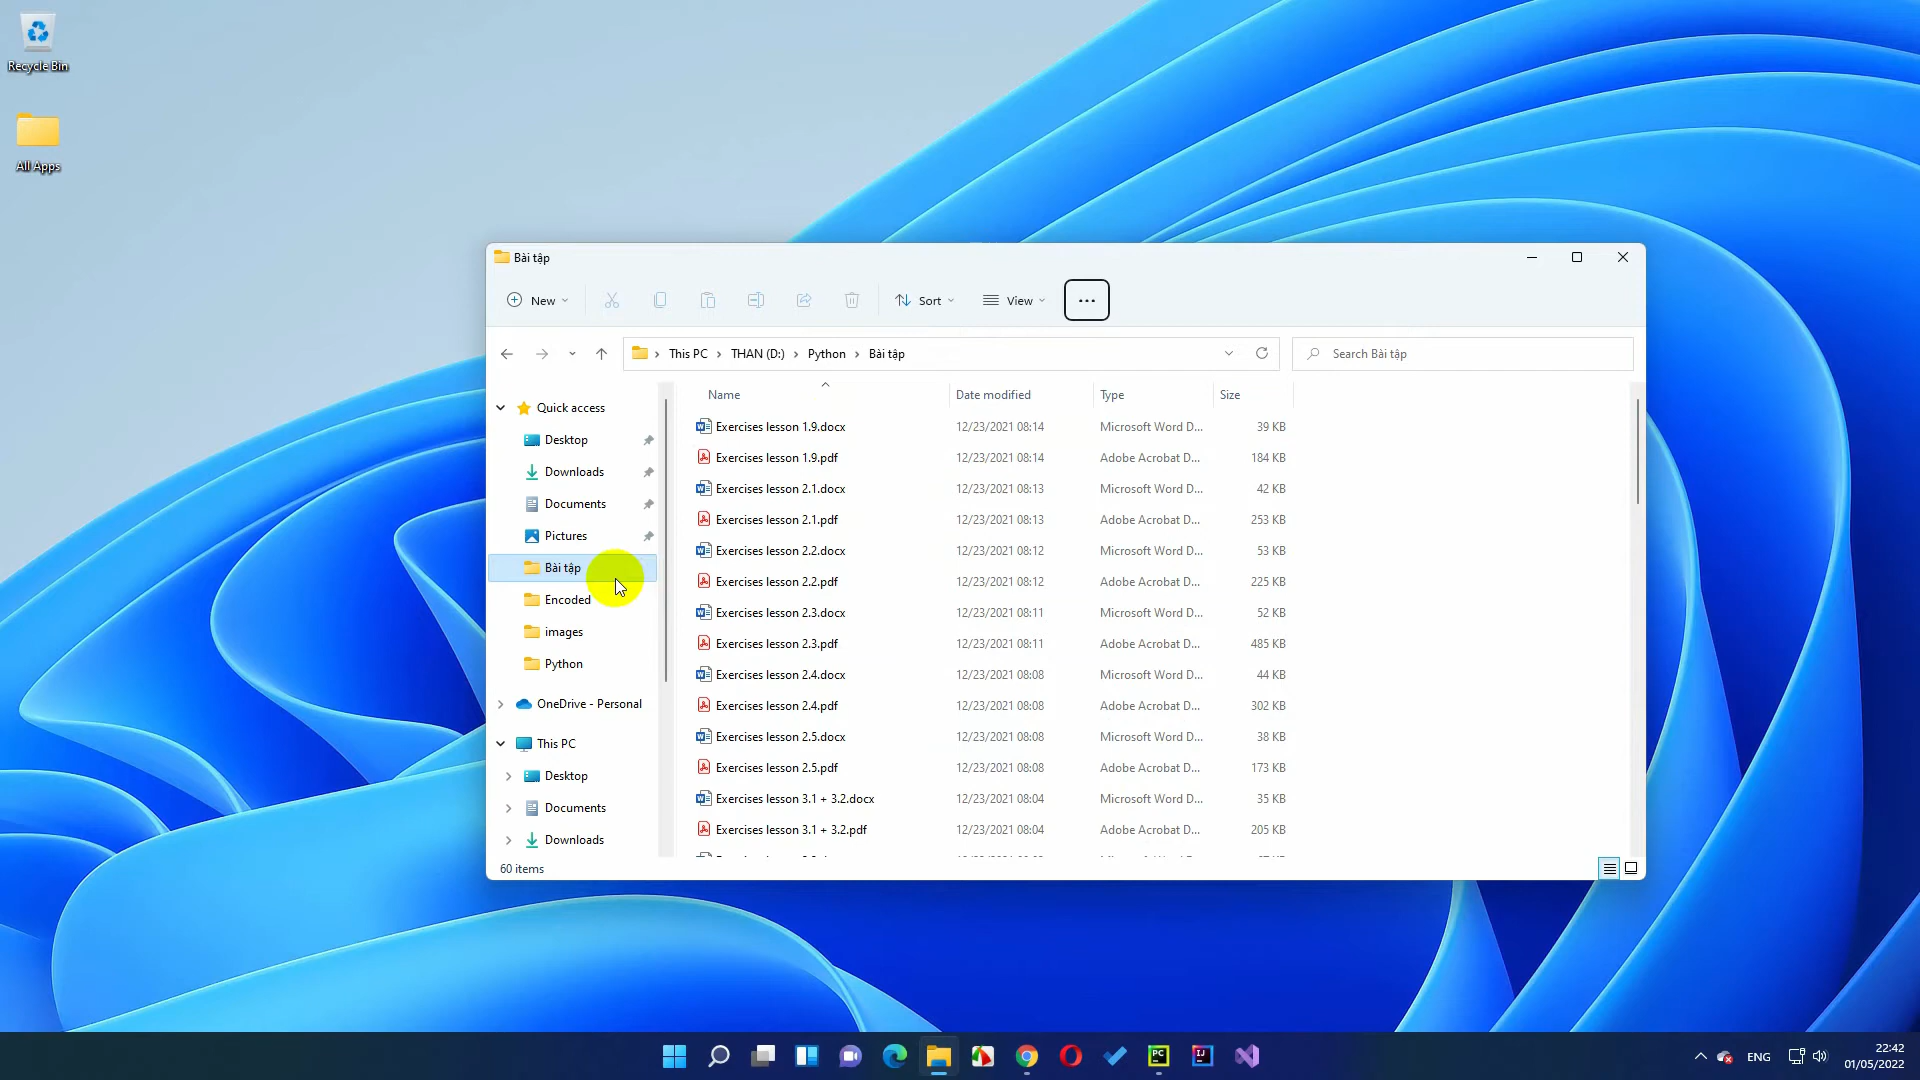 Recycle Bin
All Apps
Bài tập
New
Sort
View
This PC
THAN (D:)
Python
Bài tập
Search Bài tập
Quick access
Desktop
Downloads
Documents
Pictures
Bài tập
Encoded
images
Python
OneDrive - Personal
This PC
Desktop
Documents
Downloads
Name Date modified Type Size
Exercises lesson 1.9.docx 12/23/2021 08:14 Microsoft Word D... 39 KB
Exercises lesson 1.9.pdf 12/23/2021 08:14 Adobe Acrobat D... 184 KB
Exercises lesson 2.1.docx 12/23/2021 08:13 Microsoft Word D... 42 KB
Exercises lesson 2.1.pdf 12/23/2021 08:13 Adobe Acrobat D... 253 KB
Exercises lesson 2.2.docx 12/23/2021 08:12 Microsoft Word D... 53 KB
Exercises lesson 2.2.pdf 12/23/2021 08:12 Adobe Acrobat D... 225 KB
Exercises lesson 2.3.docx 12/23/2021 08:11 Microsoft Word D... 52 KB
Exercises lesson 2.3.pdf 12/23/2021 08:11 Adobe Acrobat D... 485 KB
Exercises lesson 2.4.docx 12/23/2021 08:08 Microsoft Word D... 44 KB
Exercises lesson 2.4.pdf 12/23/2021 08:08 Adobe Acrobat D... 302 KB
Exercises lesson 2.5.docx 12/23/2021 08:08 Microsoft Word D... 38 KB
Exercises lesson 2.5.pdf 12/23/2021 08:08 Adobe Acrobat D... 173 KB
Exercises lesson 3.1 + 3.2.docx 12/23/2021 08:04 Microsoft Word D... 35 KB
Exercises lesson 3.1 + 3.2.pdf 12/23/2021 08:04 Adobe Acrobat D... 205 KB
60 items
PC
IJ
ENG
22:42
01/05/2022